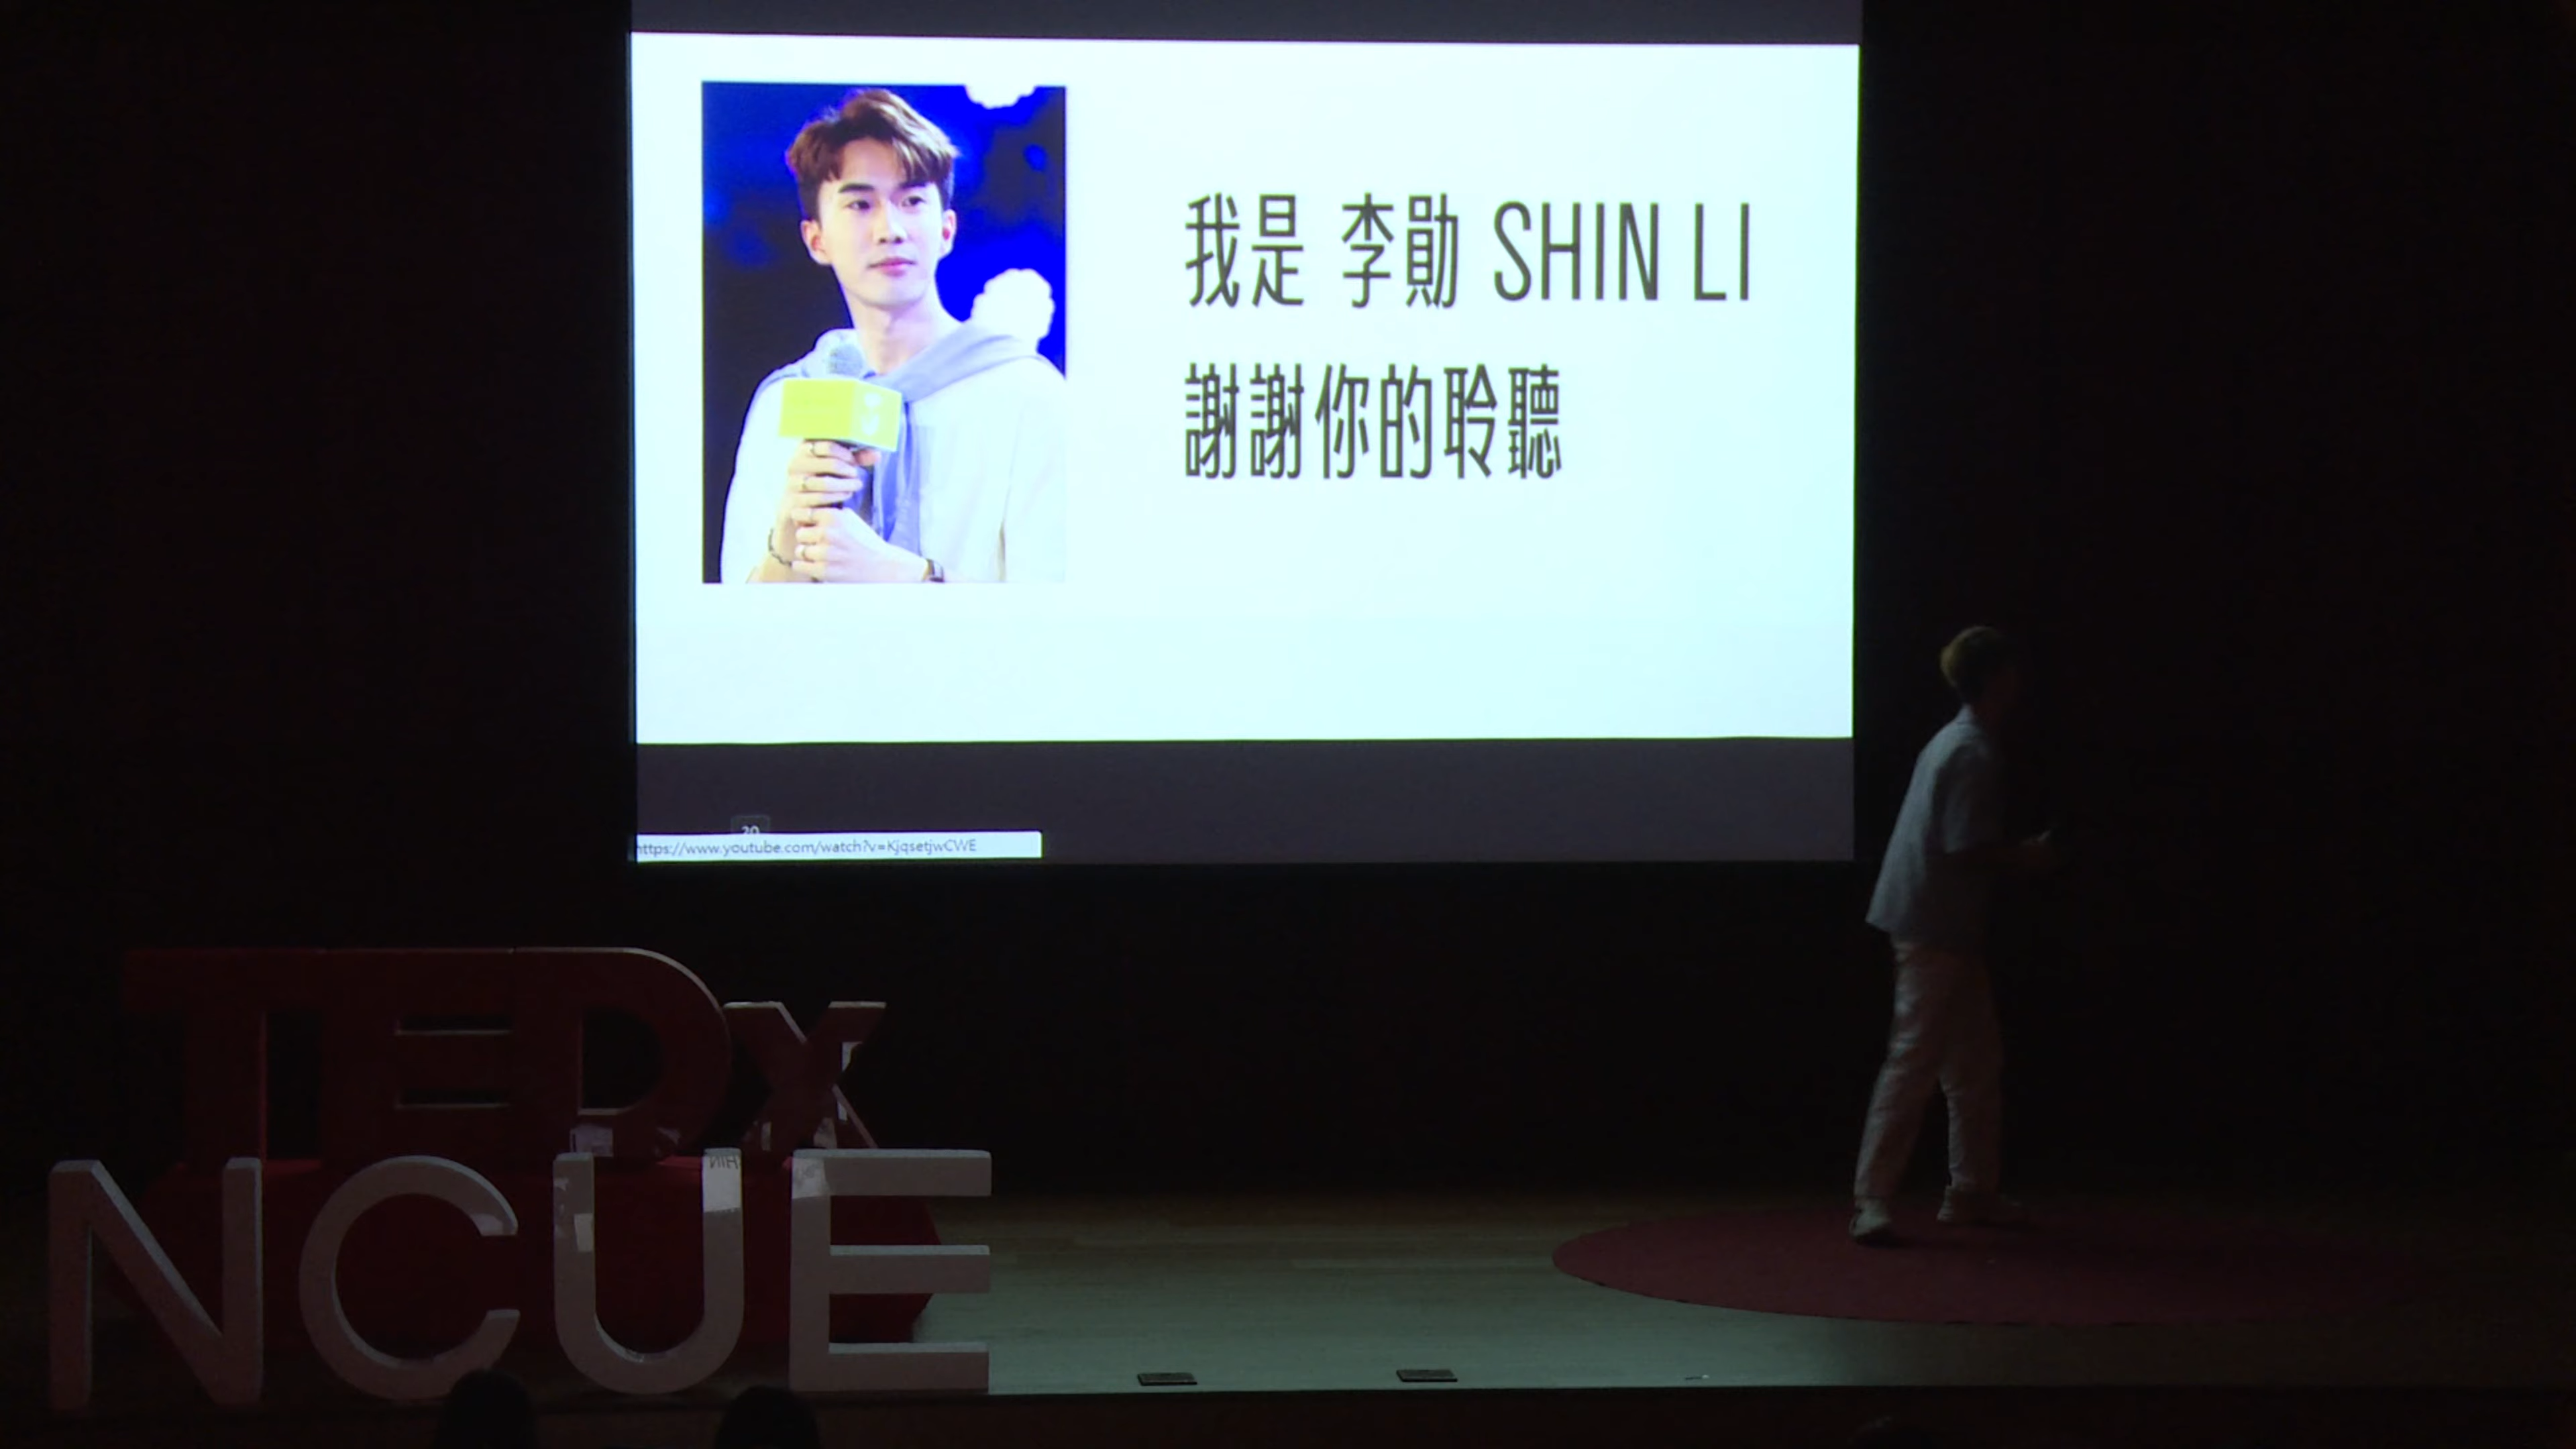 我是 李勛 SHIN LI
謝謝你的聆聽
20
https://www.youtube.com/watch?v=KjqsetjwCWE
TEDx
NCUE